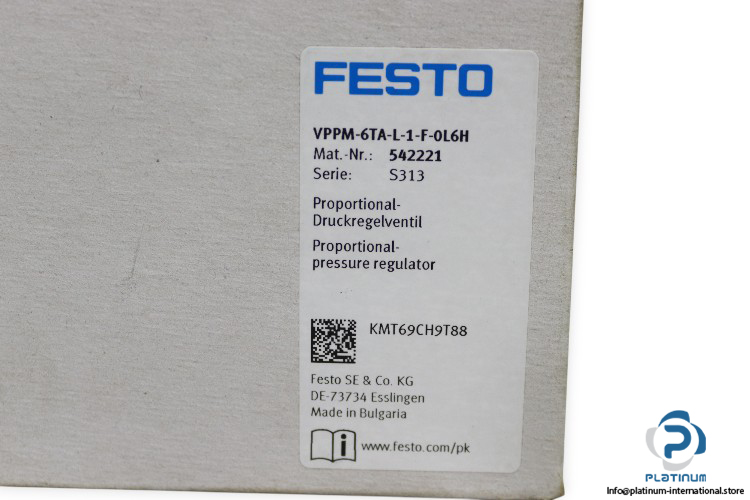 FESTO
VPPM-6TA-L-1-F-0L6H
Mat.-Nr.: 542221
Serie: S313
Proportional-
Druckregelventil
Proportional-
pressure regulator
KMT69CH9T88
Festo SE & Co. KG
DE-73734 Esslingen
Made in Bulgaria
i www.festo.com/pk
P
PLATINUM
Info@platinum-international.store